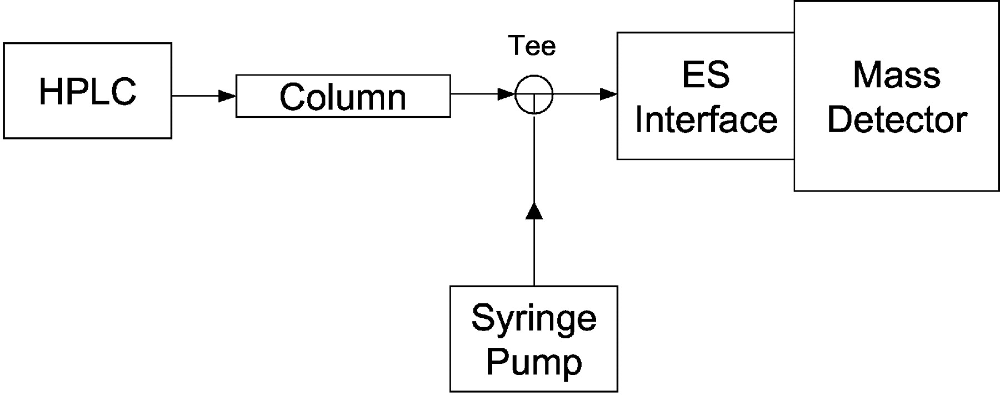 HPLC
Column
Tee
ES
Interface
Mass
Detector
Syringe
Pump